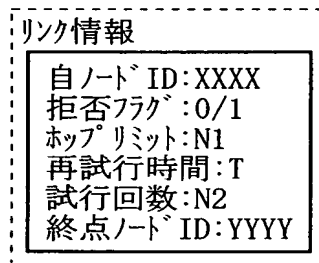 リンク情報
自ﾉｰﾄﾞID:XXXX
拒否ﾌﾗｸﾞ:0/1
ﾎｯﾌﾟﾘﾐｯﾄ:N1
再試行時間:T
試行回数:N2
終点ﾉｰﾄﾞID:YYYY